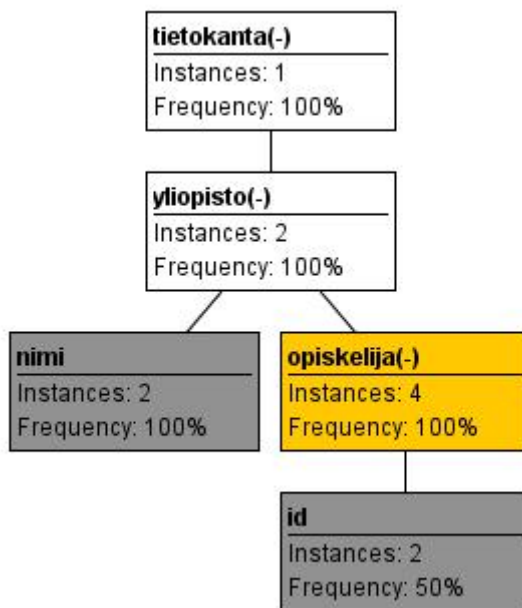 tietokanta(-)
Instances: 1
Frequency: 100%
yliopisto(-)
Instances: 2
Frequency: 100%
nimi
Instances: 2
Frequency: 100%
opiskelija(-)
Instances: 4
Frequency: 100%
id
Instances: 2
Frequency: 50%